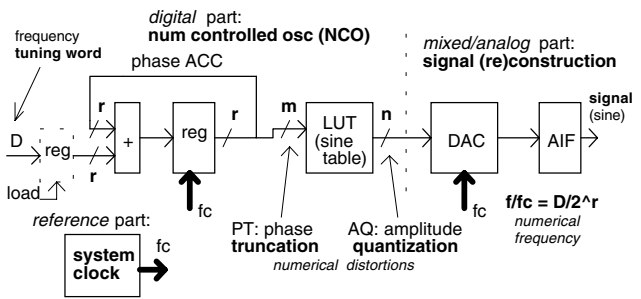 digital part:
num controlled osc (NCO)
mixed/analog part:
signal (re)construction
frequency
tuning word
phase ACC
r
r
m
n
signal
(sine)
D
reg
r
+
reg
LUT
(sine
table)
DAC
AIF
load
fc
fc
f/fc = D/2^r
numerical
frequency
reference part:
system
clock
fc
PT: phase
truncation
AQ: amplitude
quantization
numerical distortions